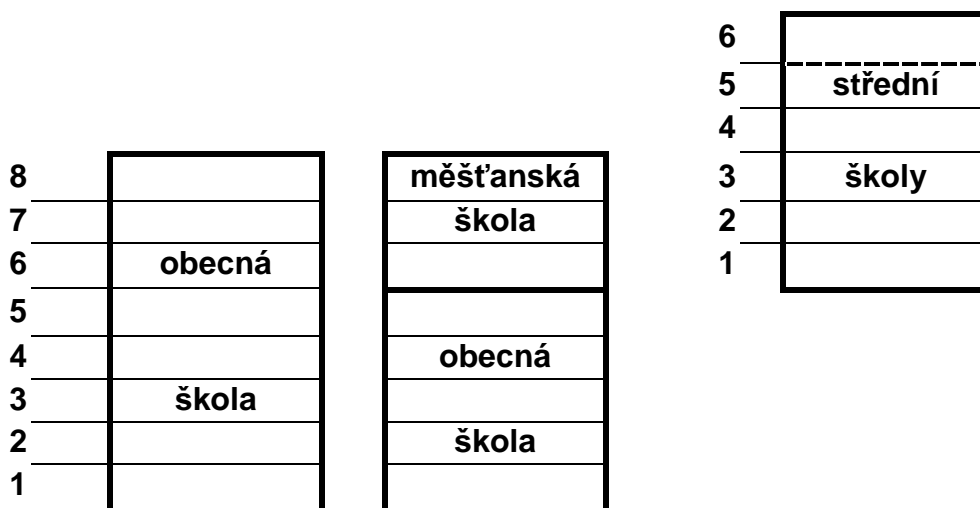 6
5 střední
4
8 měšťanská 3 školy
7 škola 2
6 obecná 1
5
4 obecná
3 škola
2 škola
1